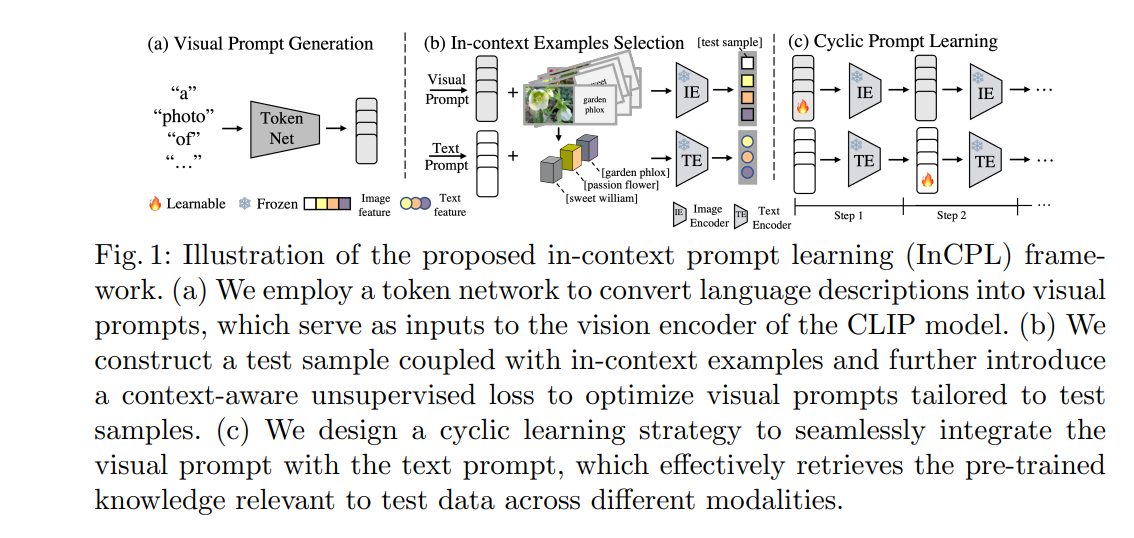 (a) Visual Prompt Generation
“a”
“photo”
“of”
“...”
Token
Net
(b) In-context Examples Selection
[test sample]
Visual
Prompt
+
garden
phlox
IE
Text
Prompt
+
[garden phlox]
[passion flower]
[sweet william]
TE
(c) Cyclic Prompt Learning
IE
IE
...
TE
TE
...
Step 1
Step 2
...
Learnable
Frozen
Image
feature
Text
feature
IE
Image
Encoder
TE
Text
Encoder
Fig. 1: Illustration of the proposed in-context prompt learning (InCPL) frame-
work. (a) We employ a token network to convert language descriptions into visual
prompts, which serve as inputs to the vision encoder of the CLIP model. (b) We
construct a test sample coupled with in-context examples and further introduce
a context-aware unsupervised loss to optimize visual prompts tailored to test
samples. (c) We design a cyclic learning strategy to seamlessly integrate the
visual prompt with the text prompt, which effectively retrieves the pre-trained
knowledge relevant to test data across different modalities.